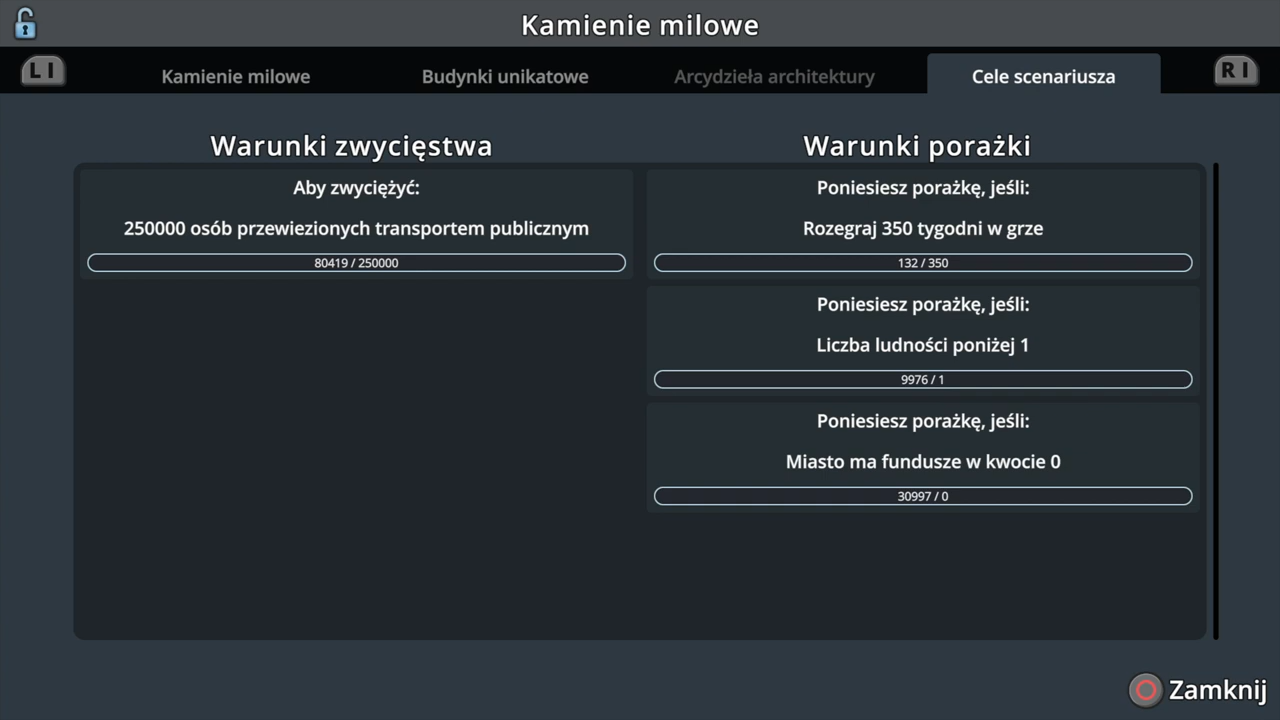 Kamienie milowe
L1
Kamienie milowe
Budynki unikatowe
Arcydzieła architektury
Cele scenariusza
R1
Warunki zwycięstwa
Aby zwyciężyć:
250000 osób przewiezionych transportem publicznym
80419 / 250000
Warunki porażki
Poniesiesz porażkę, jeśli:
Rozegraj 350 tygodni w grze
132 / 350
Poniesiesz porażkę, jeśli:
Liczba ludności poniżej 1
9976 / 1
Poniesiesz porażkę, jeśli:
Miasto ma fundusze w kwocie 0
30997 / 0
Zamknij